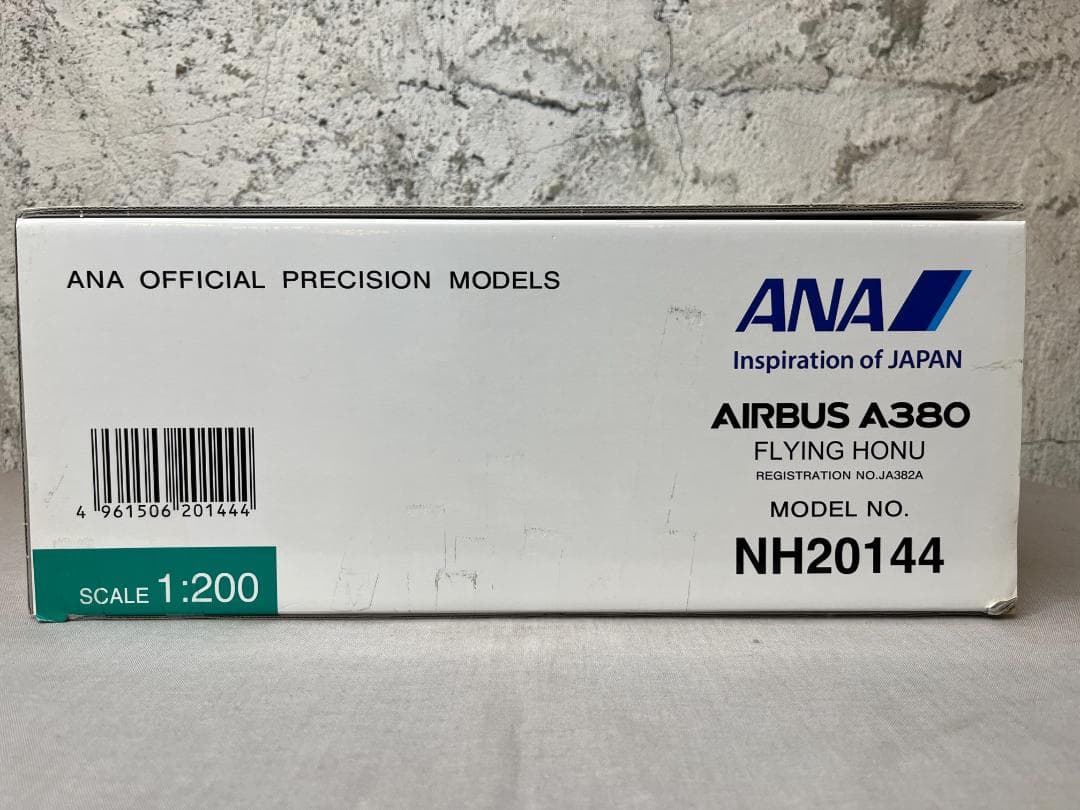 ANA OFFICIAL PRECISION MODELS
ANA
Inspiration of JAPAN
AIRBUS A380
FLYING HONU
REGISTRATION NO.JA382A
MODEL NO.
NH20144
4 961506 201444
SCALE 1:200